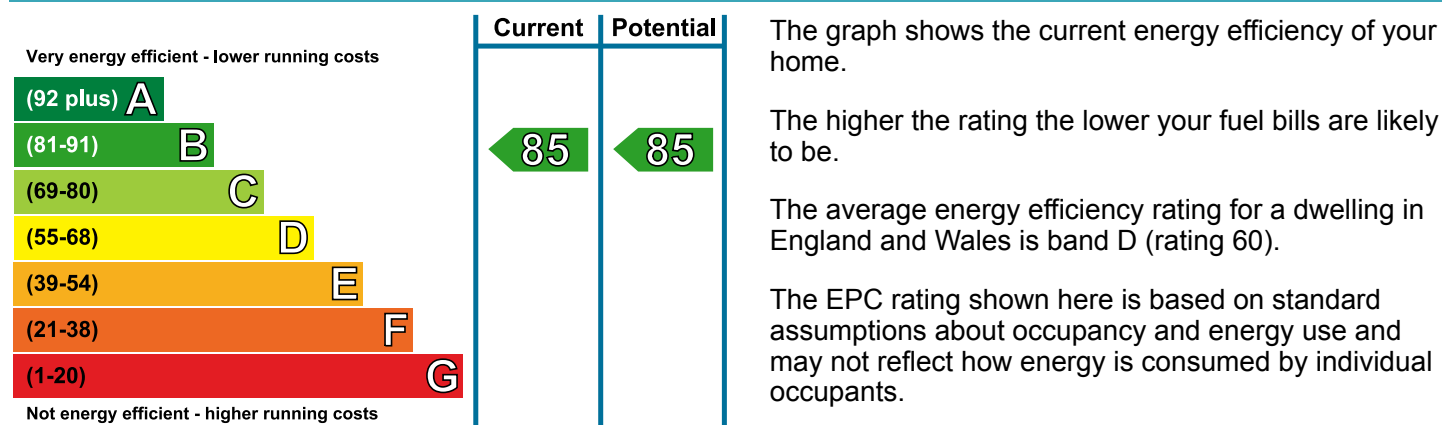 Current Potential
Very energy efficient - lower running costs
(92 plus) A
(81-91) B
85 85
(69-80) C
(55-68) D
(39-54) E
(21-38) F
(1-20) G
Not energy efficient - higher running costs
The graph shows the current energy efficiency of your
home.
The higher the rating the lower your fuel bills are likely
to be.
The average energy efficiency rating for a dwelling in
England and Wales is band D (rating 60).
The EPC rating shown here is based on standard
assumptions about occupancy and energy use and
may not reflect how energy is consumed by individual
occupants.